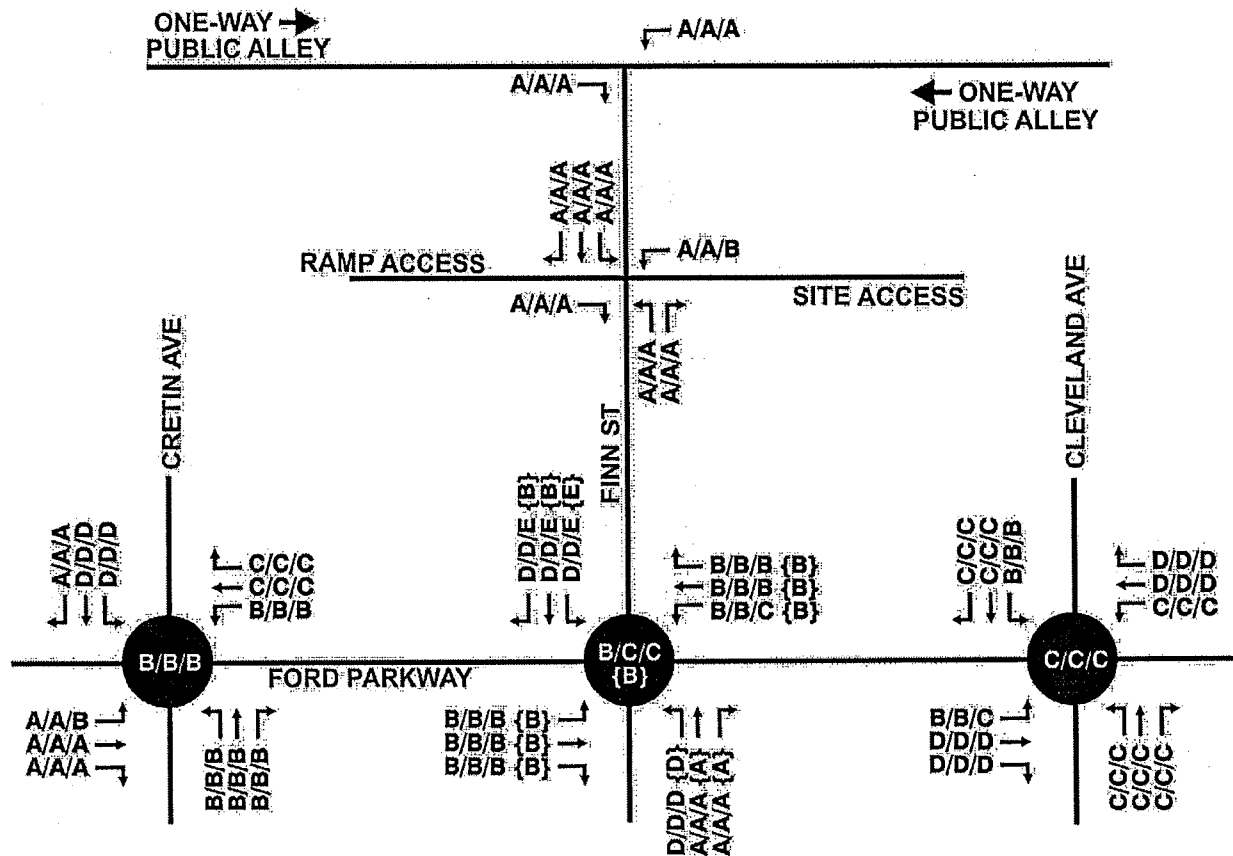 ONE-WAY
PUBLIC ALLEY
A/A/A
A/A/A
ONE-WAY
PUBLIC ALLEY
A/A/A
A/A/A
A/A/A
RAMP ACCESS
A/A/B
SITE ACCESS
A/A/A
A/A/A
A/A/A
CRETIN AVE
FINN ST
CLEVELAND AVE
A/A/A
D/D/D
D/D/D
C/C/C
C/C/C
B/B/B
D/D/E {B}
D/D/E {B}
D/D/E {E}
B/B/B {B}
B/B/B {B}
B/B/C {B}
C/C/C
C/C/C
B/B/B
D/D/D
D/D/D
C/C/C
B/B/B
FORD PARKWAY
B/C/C
{B}
C/C/C
A/A/B
A/A/A
A/A/A
B/B/B
B/B/B
B/B/B
B/B/B {B}
B/B/B {B}
B/B/B {B}
D/D/D {D}
A/A/A {A}
A/A/A {A}
B/B/C
D/D/D
D/D/D
C/C/C
C/C/C
C/C/C